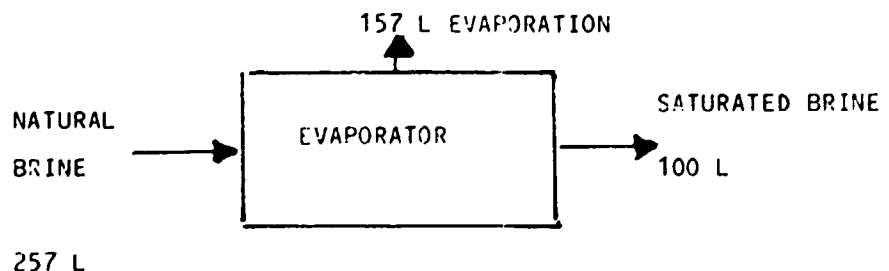 157 L EVAPORATION
NATURAL
BRINE
257 L
EVAPORATOR
SATURATED BRINE
100 L